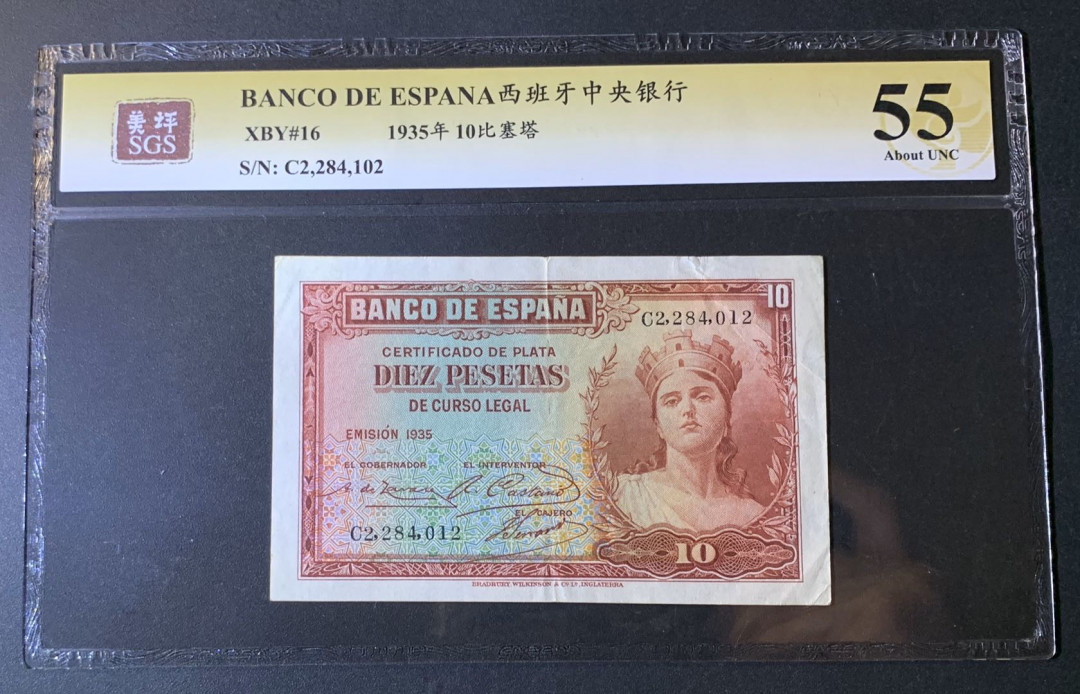 美评
SGS
BANCO DE ESPANA西班牙中央银行
XBY#16 1935年 10比塞塔
S/N: C2,284,102
55
About UNC
10
BANCO DE ESPAÑA
C2,284,012
CERTIFICADO DE PLATA
DIEZ PESETAS
DE CURSO LEGAL
EMISIÓN 1935
EL GOBERNADOR EL INTERVENTOR
EL CAJERO
C2,284,012
10
BRADBURY, WILKINSON & Cº Lᵈ, INGLATERRA